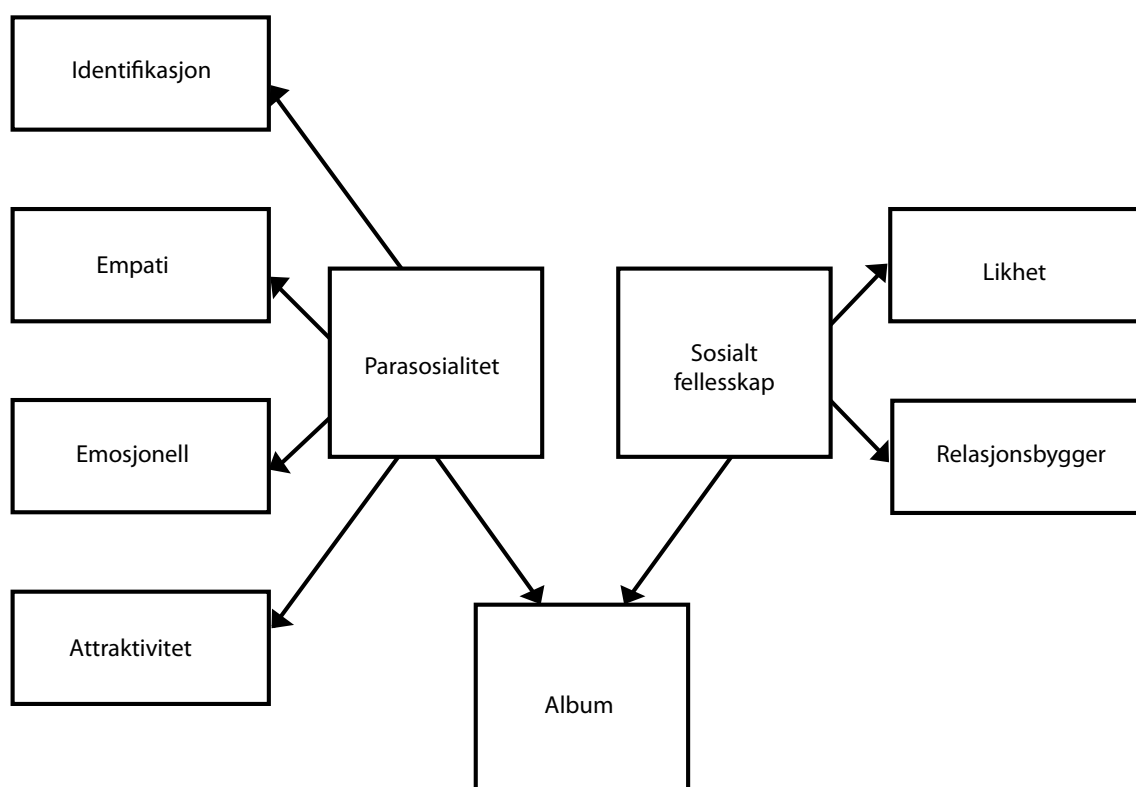 Identifikasjon
Empati
Parasosialitet
Emosjonell
Attraktivitet
Sosialt
fellesskap
Likhet
Relasjonsbygger
Album